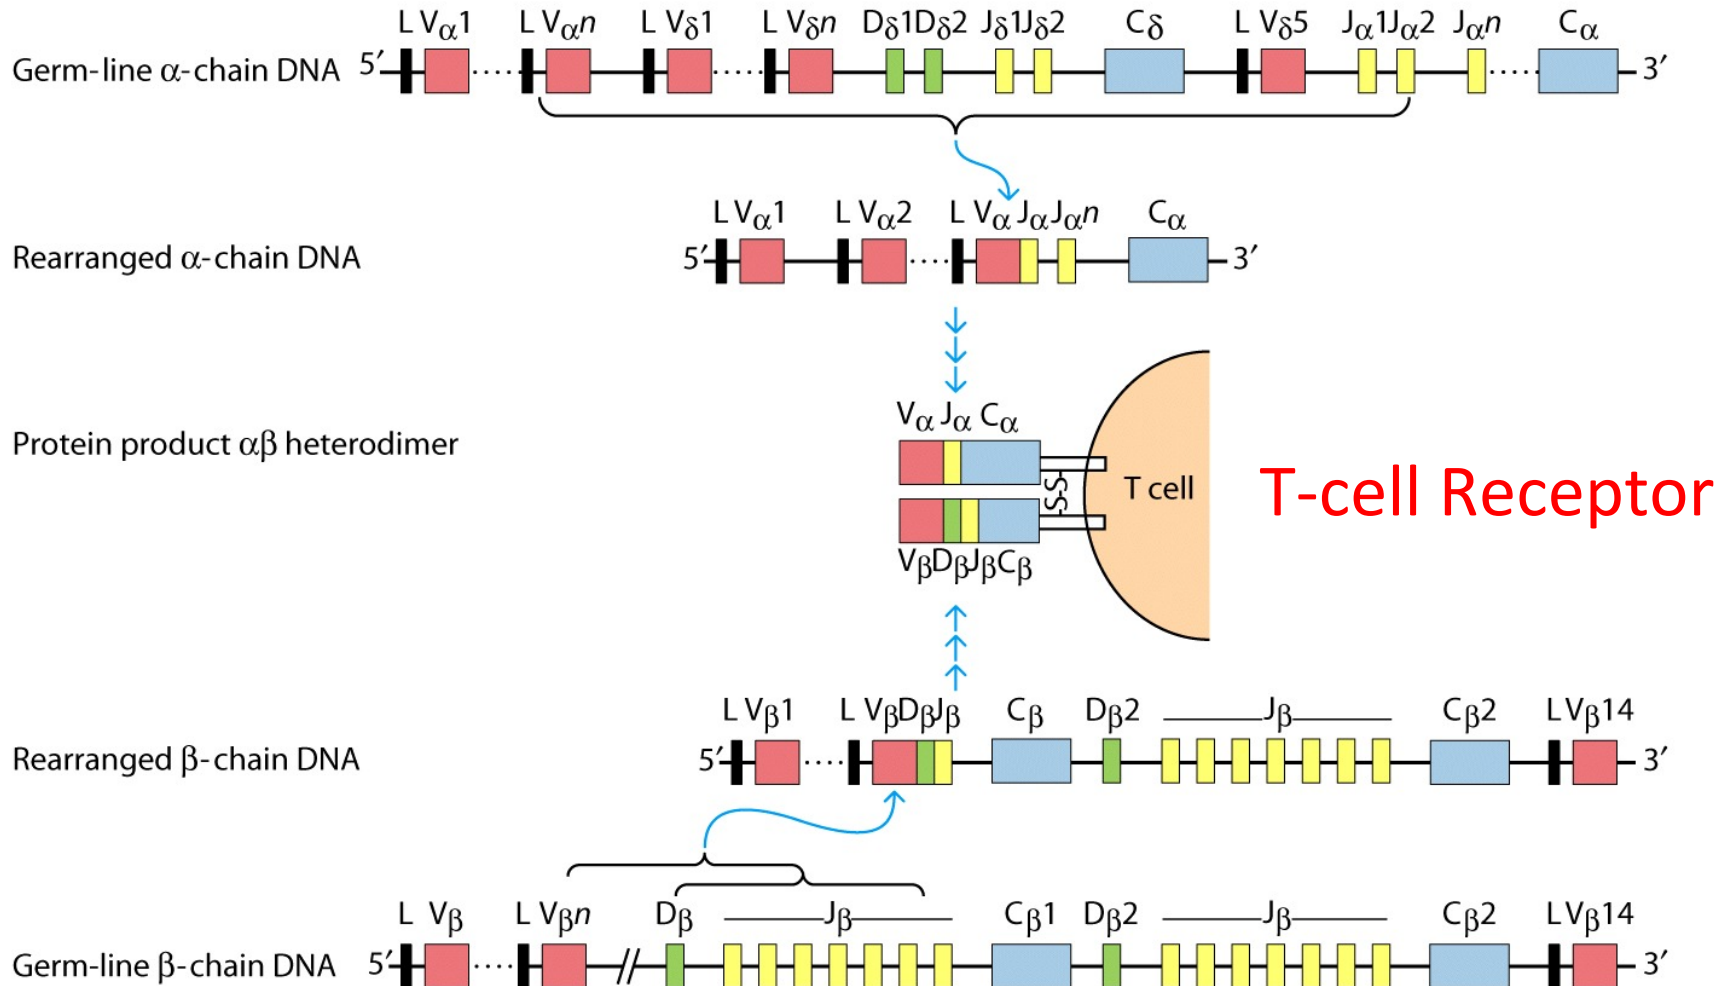 L Vα1 L Vαn L Vδ1 L Vδn Dδ1Dδ2 Jδ1Jδ2 Cδ L Vδ5 Jα1Jα2 Jαn Cα
Germ-line α-chain DNA 5′ 3′
L Vα1 L Vα2 L Vα Jα Jαn Cα
Rearranged α-chain DNA 5′ 3′
Vα Jα Cα
Protein product αβ heterodimer
T cell
T-cell Receptor
-S-S-
VβDβJβCβ
L Vβ1 L VβDβJβ Cβ Dβ2 Jβ Cβ2 L Vβ14
Rearranged β-chain DNA 5′ 3′
L Vβ L Vβn Dβ Jβ Cβ1 Dβ2 Jβ Cβ2 L Vβ14
Germ-line β-chain DNA 5′ // 3′